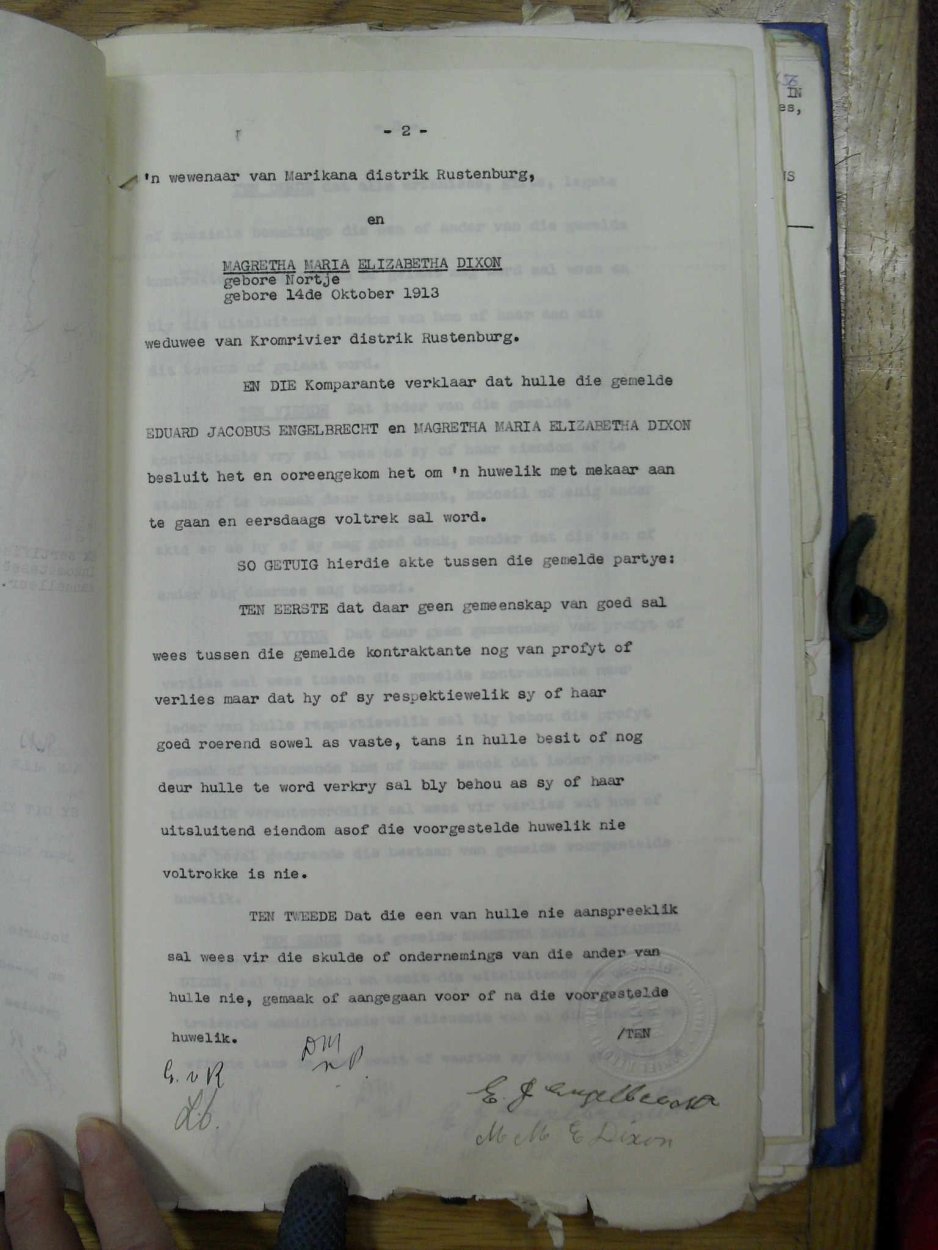 - 2 -
'n wewenaar van Marikana distrik Rustenburg,
en
MAGRETHA MARIA ELIZABETHA DIXON
gebore Nortje
gebore 14de Oktober 1913
weduwee van Kromrivier distrik Rustenburg.
EN DIE Komparante verklaar dat hulle die gemelde
EDUARD JACOBUS ENGELBRECHT en MAGRETHA MARIA ELIZABETHA DIXON
besluit het en ooreengekom het om 'n huwelik met mekaar aan
te gaan en eersdaags voltrek sal word.
SO GETUIG hierdie akte tussen die gemelde partye:
TEN EERSTE dat daar geen gemeenskap van goed sal
wees tussen die gemelde kontraktante nog van profyt of
verlies maar dat hy of sy respektiewelik sy of haar
goed roerend sowel as vaste, tans in hulle besit of nog
deur hulle te word verkry sal bly behou as sy of haar
uitsluitend eiendom asof die voorgestelde huwelik nie
voltrokke is nie.
TEN TWEEDE Dat die een van hulle nie aanspreeklik
sal wees vir die skulde of ondernemings van die ander van
hulle nie, gemaak of aangegaan voor of na die voorgestelde
huwelik.
/TEN
G. v R
E. J Engelbrecht
M M E Dixon
IN
es,